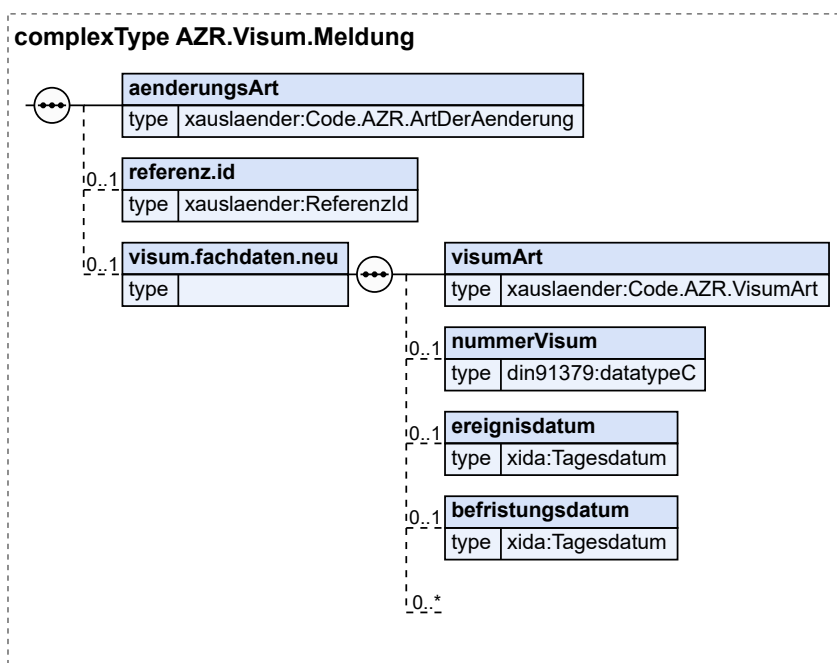 complexType AZR.Visum.Meldung
aenderungsArt
type xauslaender:Code.AZR.ArtDerAenderung
0..1 referenz.id
type xauslaender:ReferenzId
0..1 visum.fachdaten.neu
type
visumArt
type xauslaender:Code.AZR.VisumArt
0..1 nummerVisum
type din91379:datatypeC
0..1 ereignisdatum
type xida:Tagesdatum
0..1 befristungsdatum
type xida:Tagesdatum
0..*